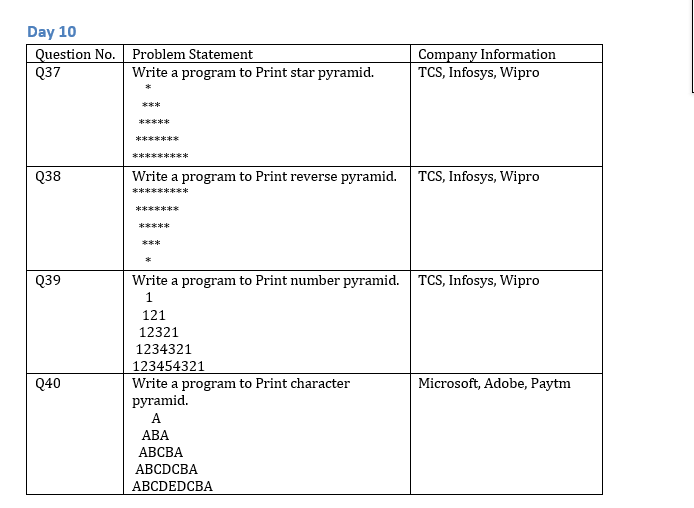 Day 10
Question No. Problem Statement Company Information
Q37 Write a program to Print star pyramid. TCS, Infosys, Wipro
*
***
*****
*******
*********
Q38 Write a program to Print reverse pyramid. TCS, Infosys, Wipro
*********
*******
*****
***
*
Q39 Write a program to Print number pyramid. TCS, Infosys, Wipro
1
121
12321
1234321
123454321
Q40 Write a program to Print character Microsoft, Adobe, Paytm
pyramid.
A
ABA
ABCBA
ABCDCBA
ABCDEDCBA